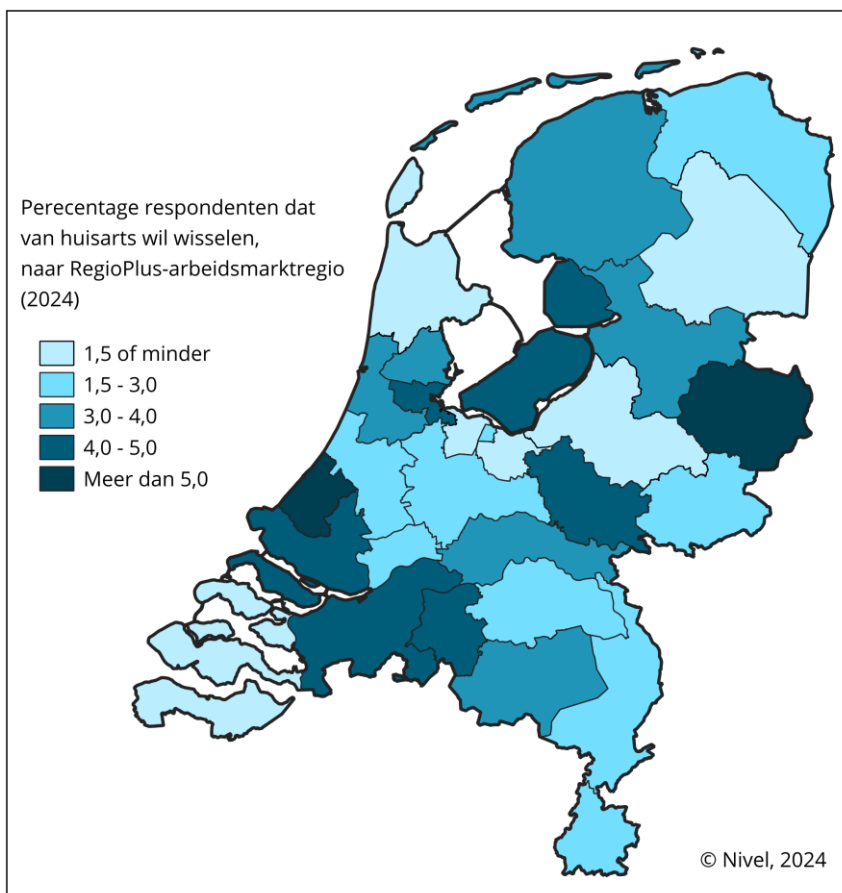 Perecentage respondenten dat
van huisarts wil wisselen,
naar RegioPlus-arbeidsmarktregio
(2024)
1,5 of minder
1,5 - 3,0
3,0 - 4,0
4,0 - 5,0
Meer dan 5,0
© Nivel, 2024